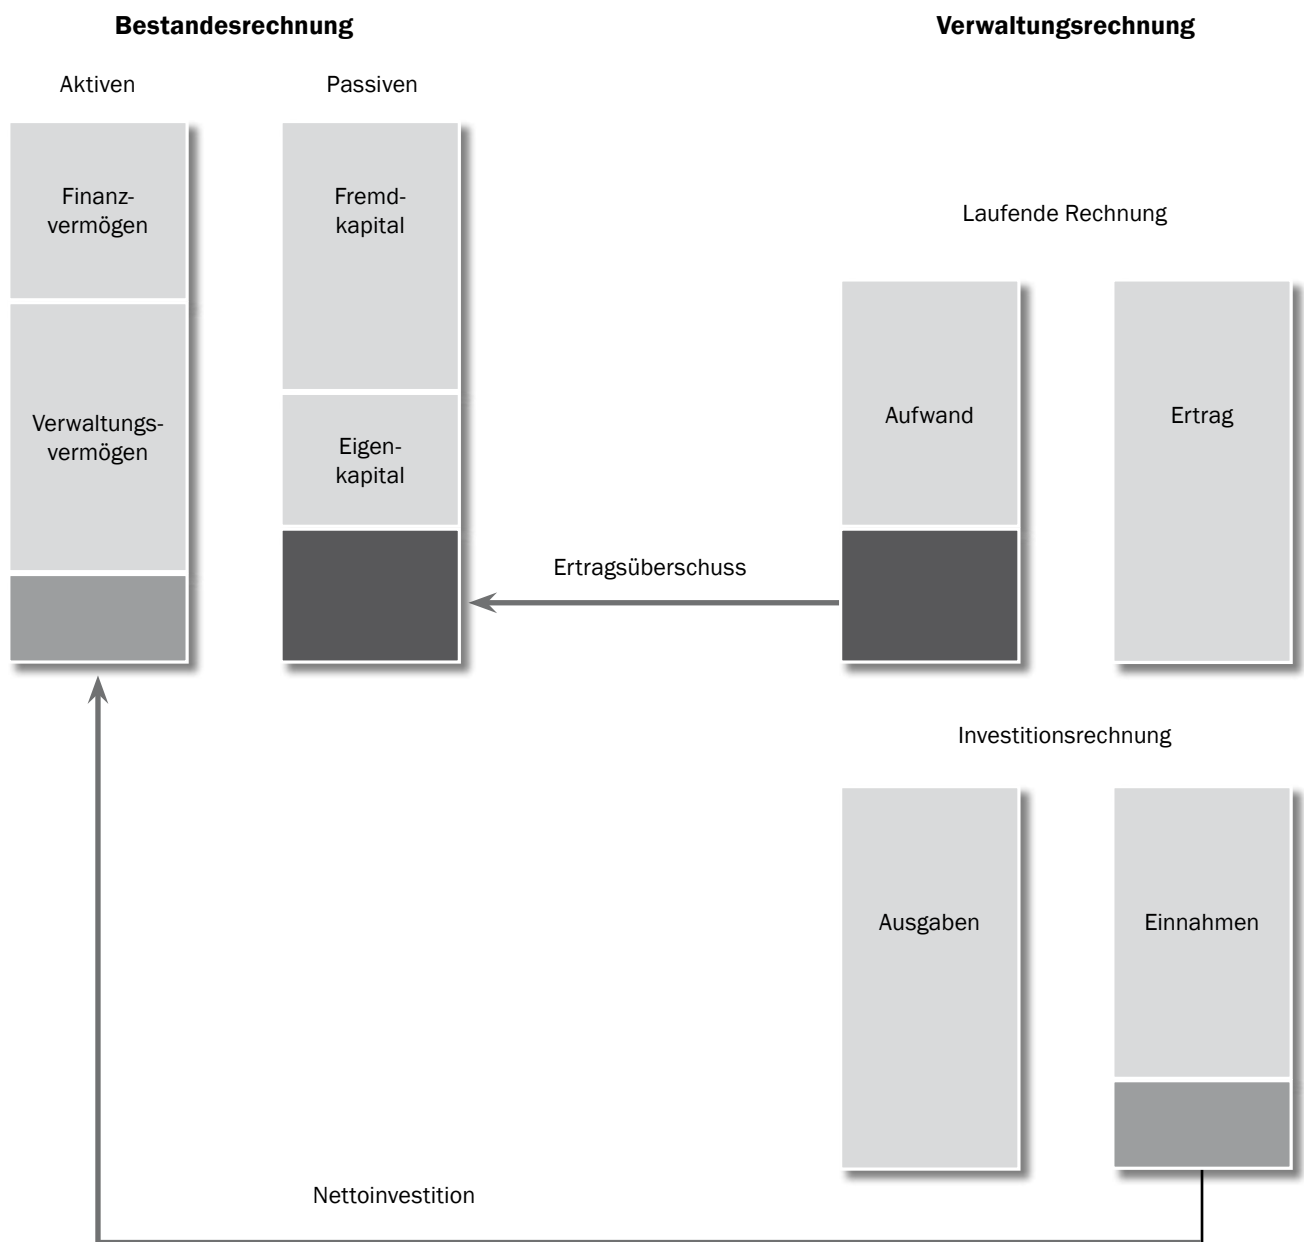 Bestandesrechnung
Verwaltungsrechnung
Aktiven
Passiven
Finanz-
vermögen
Fremd-
kapital
Laufende Rechnung
Verwaltungs-
vermögen
Eigen-
kapital
Aufwand
Ertrag
Ertragsüberschuss
Investitionsrechnung
Ausgaben
Einnahmen
Nettoinvestition